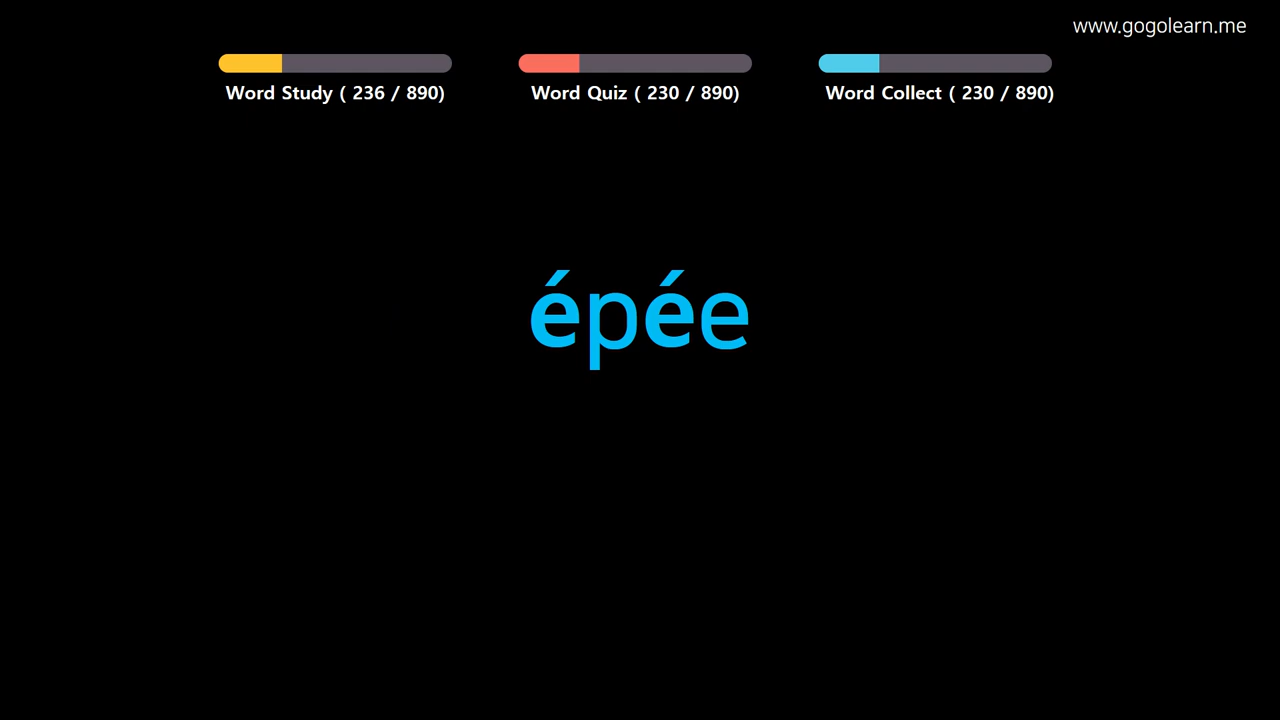 www.gogolearn.me
Word Study ( 236 / 890)
Word Quiz ( 230 / 890)
Word Collect ( 230 / 890)
épée